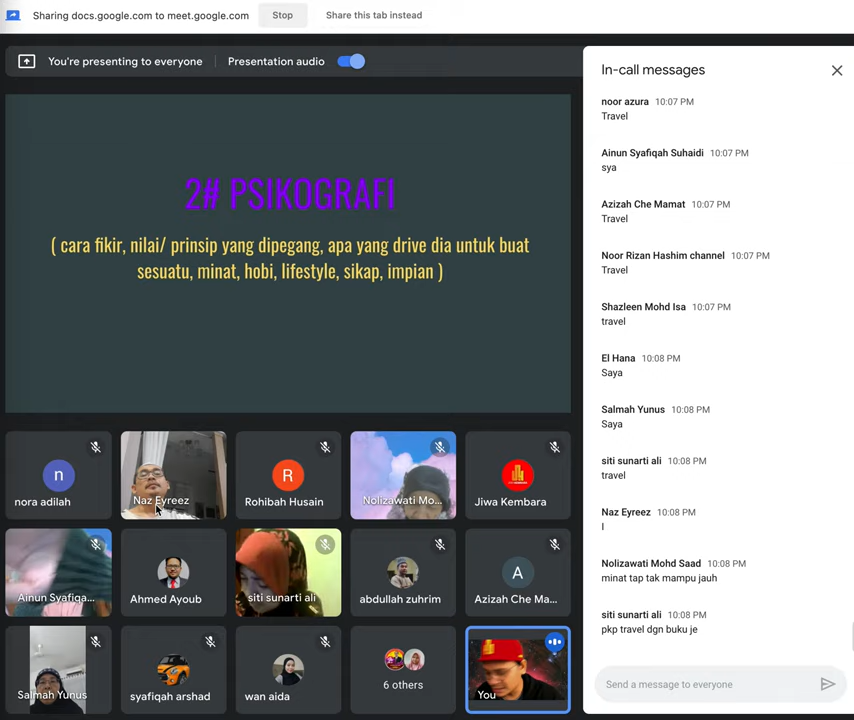 Sharing docs.google.com to meet.google.com
Stop
Share this tab instead
You're presenting to everyone
Presentation audio
2# PSIKOGRAFI
( cara fikir, nilai/ prinsip yang dipegang, apa yang drive dia untuk buat
sesuatu, minat, hobi, lifestyle, sikap, impian )
n
nora adilah
Naz Eyreez
R
Rohibah Husain
Nolizawati Mo...
Jiwa Kembara
Ainun Syafiqa...
Ahmed Ayoub
siti sunarti ali
abdullah zuhrim
A
Azizah Che Ma...
Salmah Yunus
syafiqah arshad
wan aida
6 others
You
In-call messages
noor azura 10:07 PM
Travel
Ainun Syafiqah Suhaidi 10:07 PM
sya
Azizah Che Mamat 10:07 PM
Travel
Noor Rizan Hashim channel 10:07 PM
Travel
Shazleen Mohd Isa 10:07 PM
travel
El Hana 10:08 PM
Saya
Salmah Yunus 10:08 PM
Saya
siti sunarti ali 10:08 PM
travel
Naz Eyreez 10:08 PM
I
Nolizawati Mohd Saad 10:08 PM
minat tap tak mampu jauh
siti sunarti ali 10:08 PM
pkp travel dgn buku je
Send a message to everyone